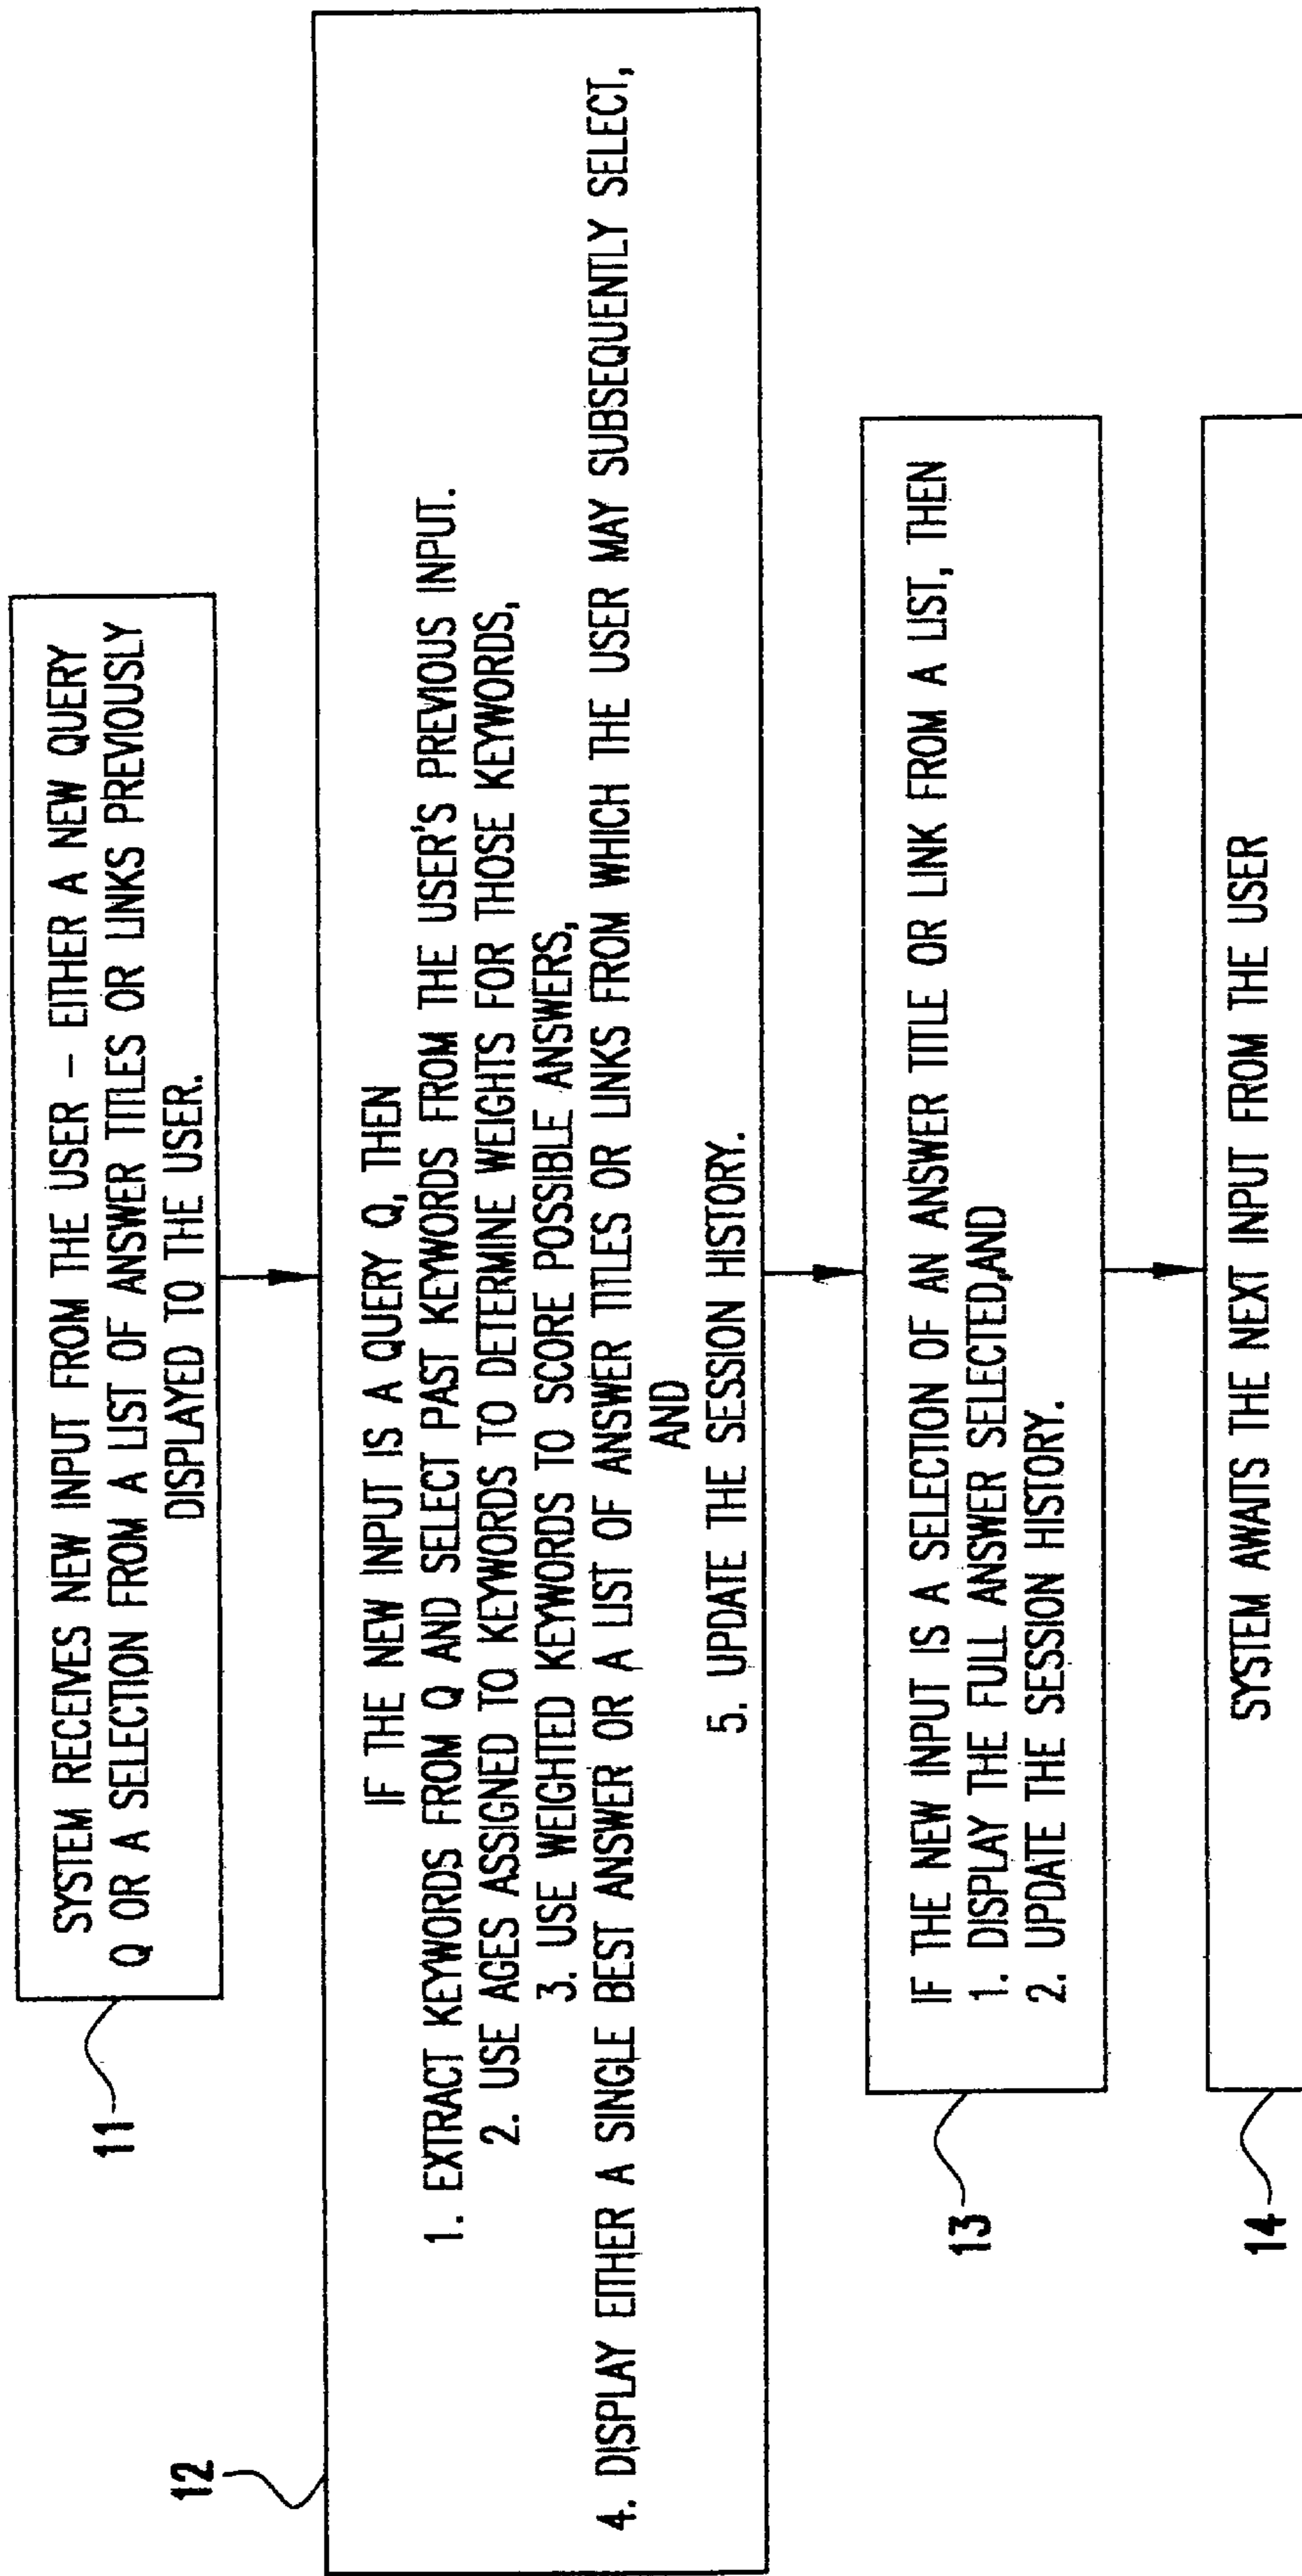 11
SYSTEM RECEIVES NEW INPUT FROM THE USER – EITHER A NEW QUERY
Q OR A SELECTION FROM A LIST OF ANSWER TITLES OR LINKS PREVIOUSLY
DISPLAYED TO THE USER.
12
IF THE NEW INPUT IS A QUERY Q, THEN
1. EXTRACT KEYWORDS FROM Q AND SELECT PAST KEYWORDS FROM THE USER'S PREVIOUS INPUT.
2. USE AGES ASSIGNED TO KEYWORDS TO DETERMINE WEIGHTS FOR THOSE KEYWORDS,
3. USE WEIGHTED KEYWORDS TO SCORE POSSIBLE ANSWERS,
4. DISPLAY EITHER A SINGLE BEST ANSWER OR A LIST OF ANSWER TITLES OR LINKS FROM WHICH THE USER MAY SUBSEQUENTLY SELECT,
AND
5. UPDATE THE SESSION HISTORY.
13
IF THE NEW INPUT IS A SELECTION OF AN ANSWER TITLE OR LINK FROM A LIST, THEN
1. DISPLAY THE FULL ANSWER SELECTED,AND
2. UPDATE THE SESSION HISTORY.
14
SYSTEM AWAITS THE NEXT INPUT FROM THE USER